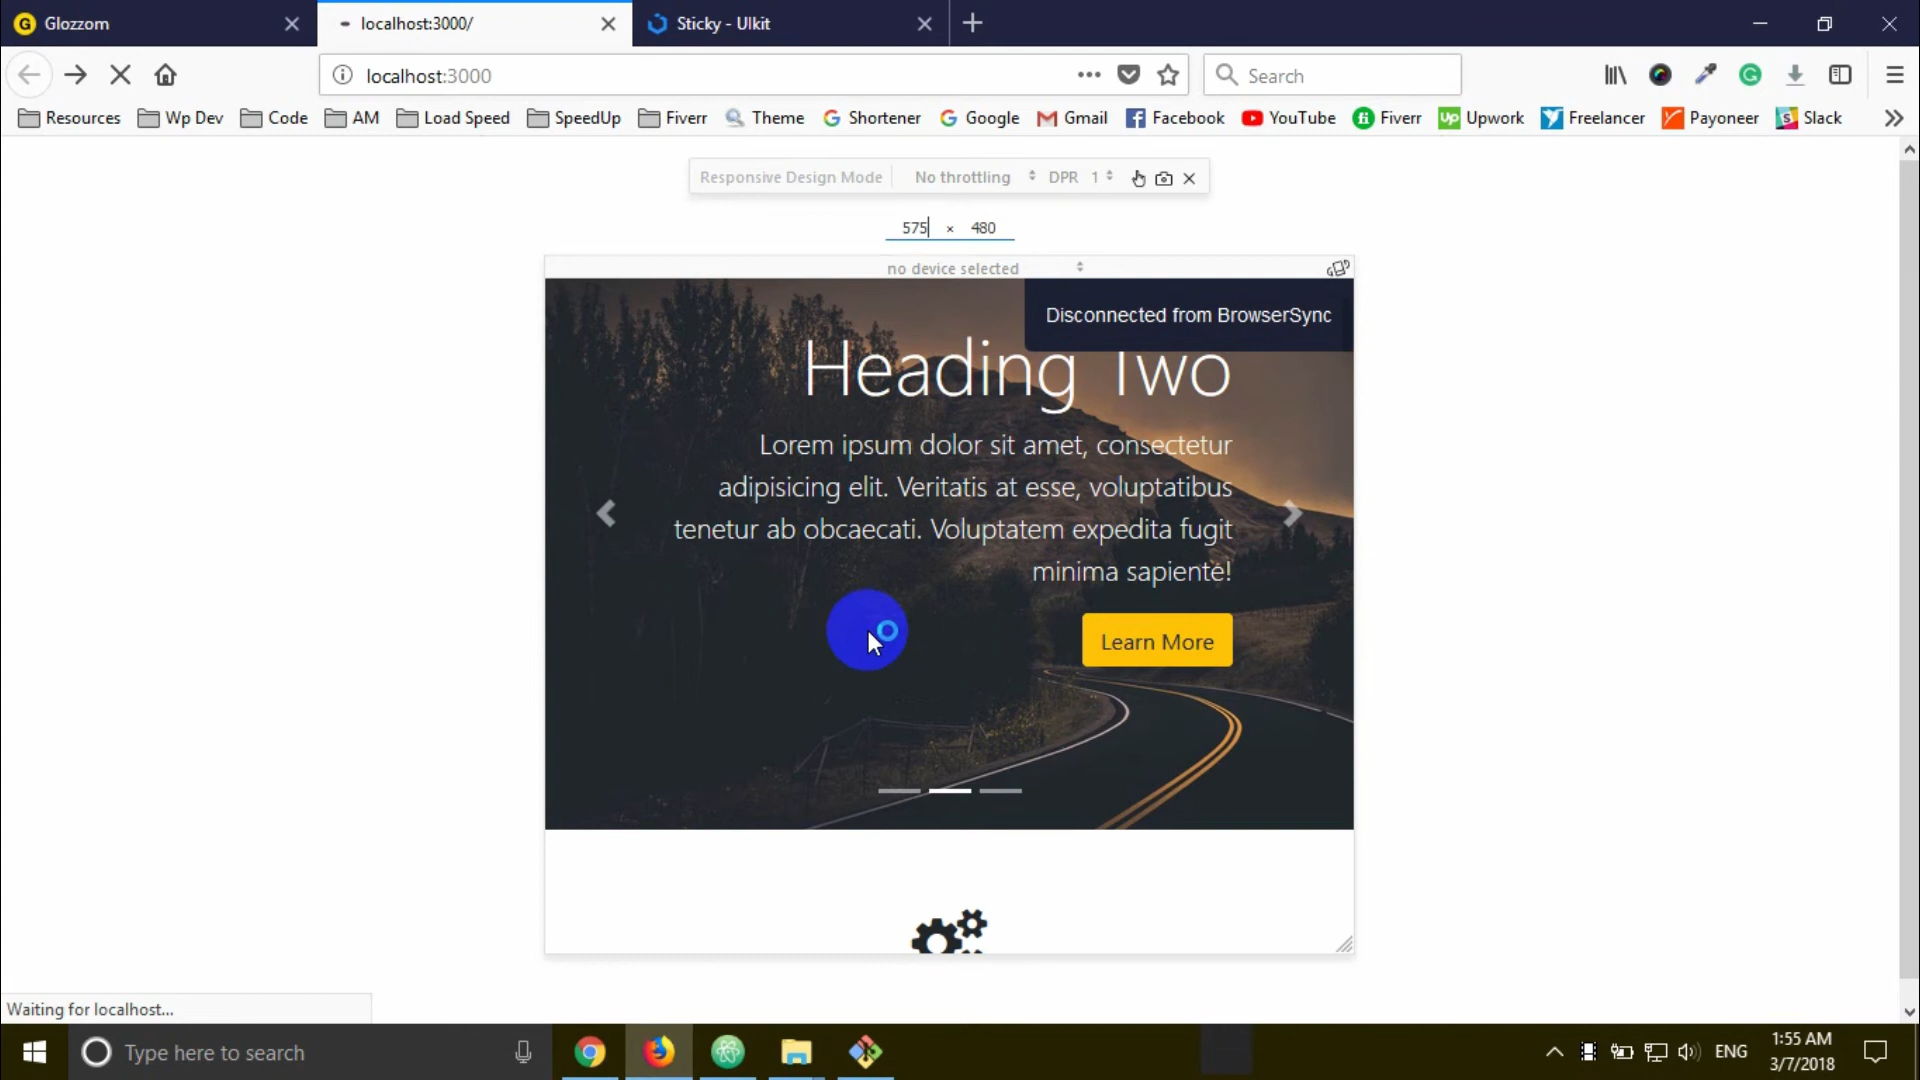 Glozzom
localhost:3000/
Sticky - UIkit
localhost:3000
Search
Resources
Wp Dev
Code
AM
Load Speed
SpeedUp
Fiverr
Theme
Shortener
Google
Gmail
Facebook
YouTube
Fiverr
Upwork
Freelancer
Payoneer
Slack
Responsive Design Mode
No throttling
DPR 1
575 × 480
no device selected
Disconnected from BrowserSync
Heading Two
Lorem ipsum dolor sit amet, consectetur
adipisicing elit. Veritatis at esse, voluptatibus
tenetur ab obcaecati. Voluptatem expedita fugit
minima sapiente!
Learn More
Waiting for localhost...
Type here to search
ENG
1:55 AM
3/7/2018